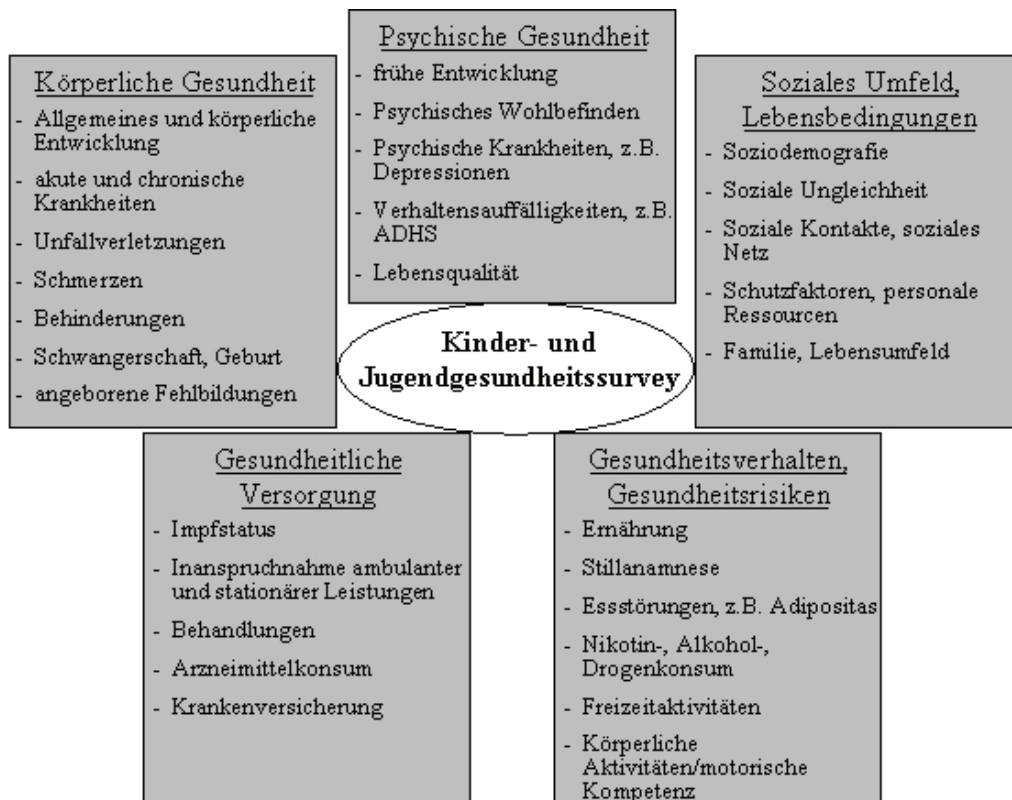 Körperliche Gesundheit
- Allgemeines und körperliche
Entwicklung
- akute und chronische
Krankheiten
- Unfallverletzungen
- Schmerzen
- Behinderungen
- Schwangerschaft, Geburt
- angeborene Fehlbildungen
Psychische Gesundheit
- frühe Entwicklung
- Psychisches Wohlbefinden
- Psychische Krankheiten, z.B.
Depressionen
- Verhaltensauffälligkeiten, z.B.
ADHS
- Lebensqualität
Soziales Umfeld,
Lebensbedingungen
- Soziodemografie
- Soziale Ungleichheit
- Soziale Kontakte, soziales
Netz
- Schutzfaktoren, personale
Ressourcen
- Familie, Lebensumfeld
Kinder- und
Jugendgesundheitssurvey
Gesundheitliche
Versorgung
- Impfstatus
- Inanspruchnahme ambulanter
und stationärer Leistungen
- Behandlungen
- Arzneimittelkonsum
- Krankenversicherung
Gesundheitsverhalten,
Gesundheitsrisiken
- Ernährung
- Stillanamnese
- Essstörungen, z.B. Adipositas
- Nikotin-, Alkohol-,
Drogenkonsum
- Freizeitaktivitäten
- Körperliche
Aktivitäten/motorische
Kompetenz